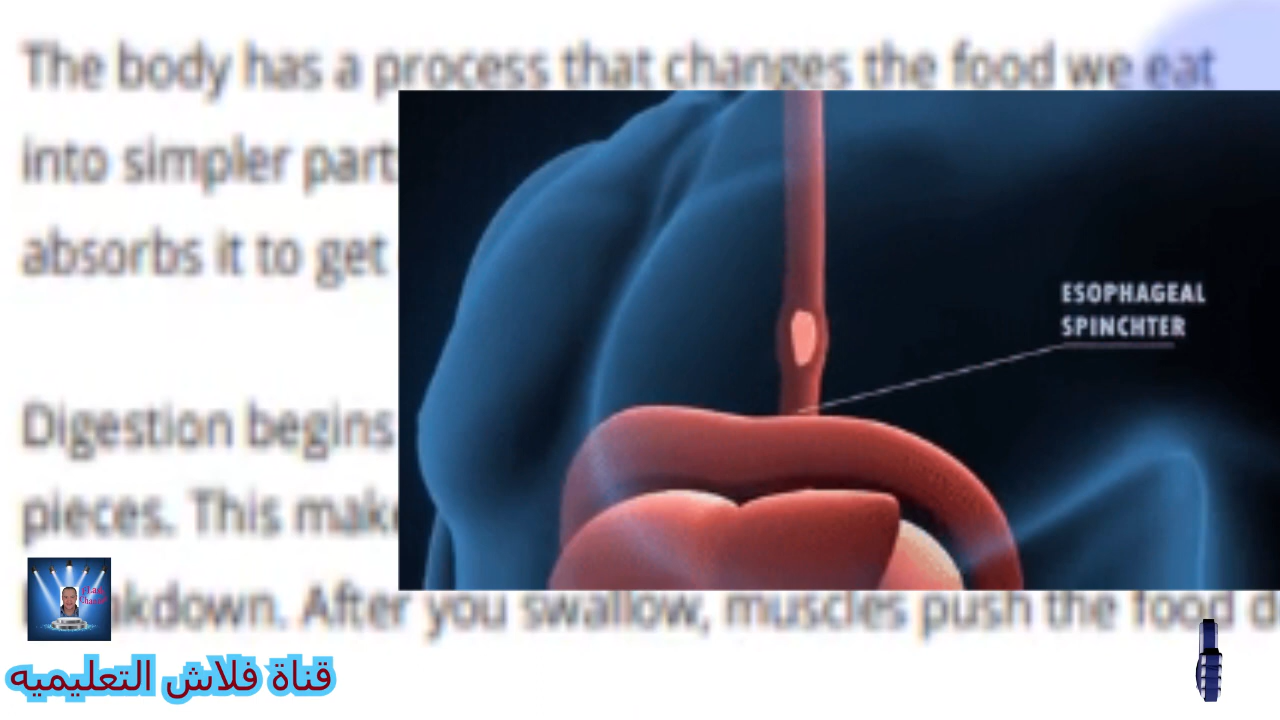 The body has a process that changes the food we eat
into simpler part
absorbs it to get
ESOPHAGEAL
SPINCHTER
Digestion begins
pieces. This mak
akdown. After you swallow, muscles push the food d
قناة فلاش التعليميه